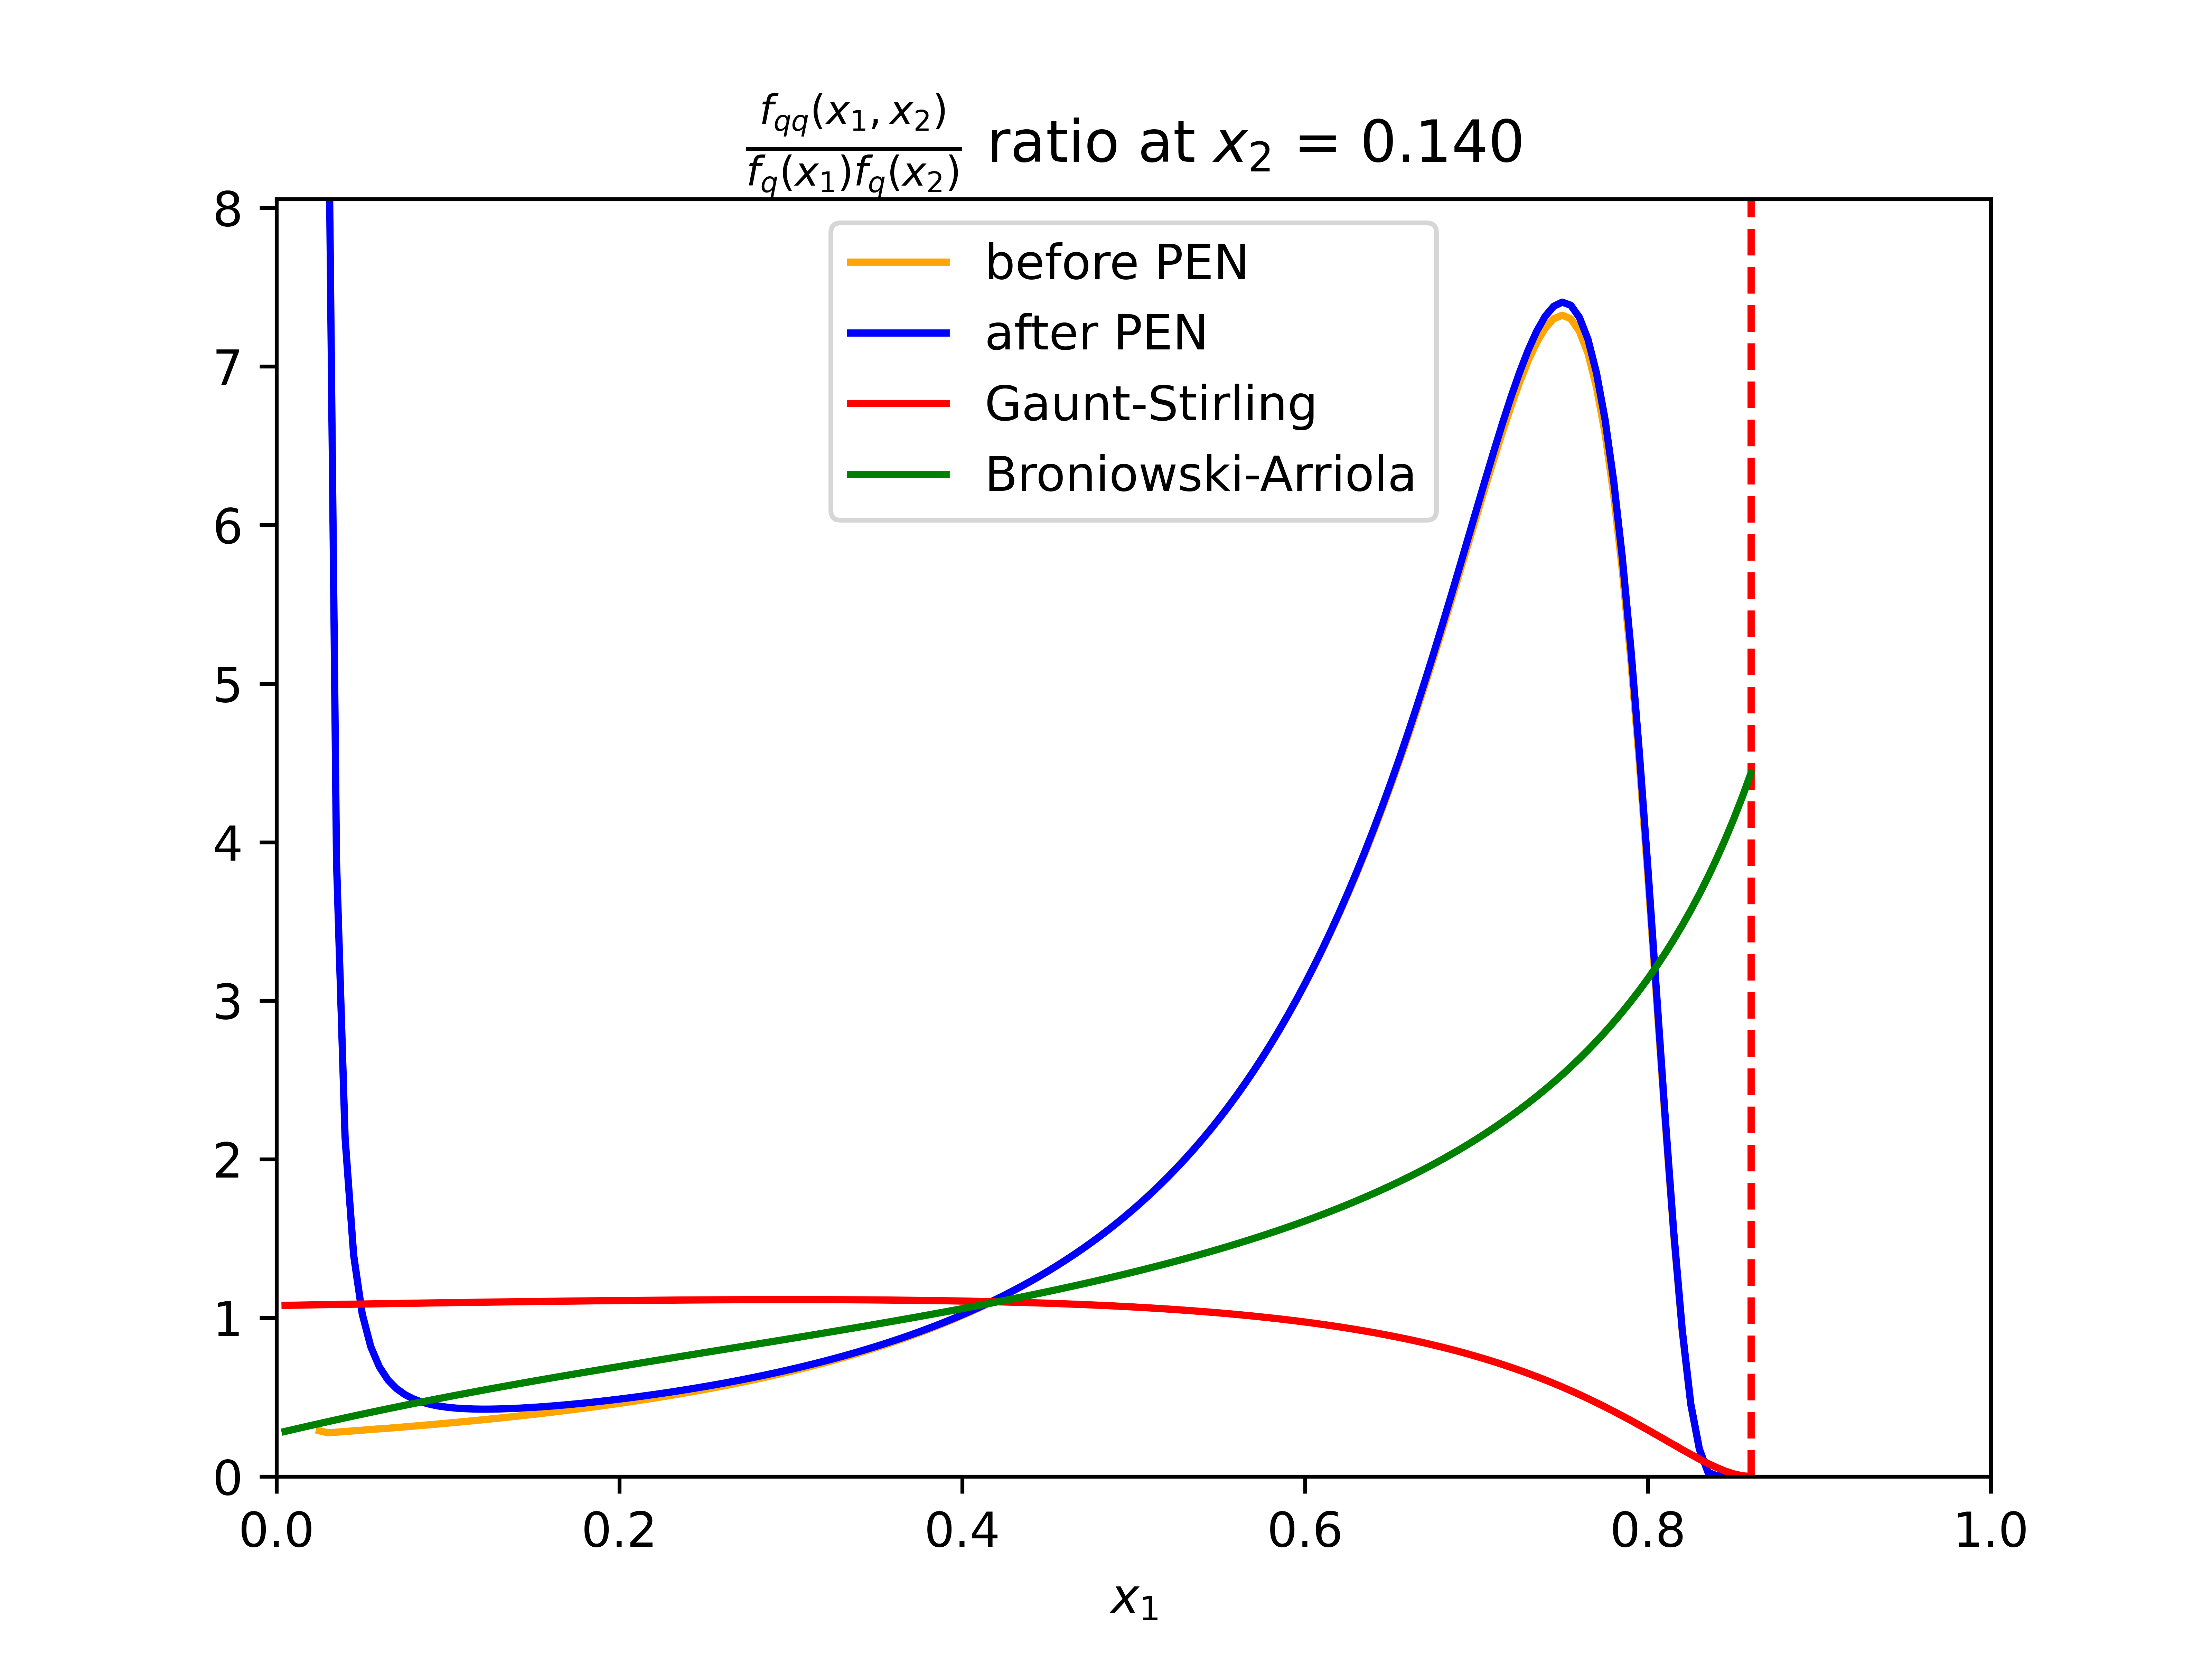 f_qq(x_1, x_2)
f_q(x_1)f_q(x_2)
ratio at x_2 = 0.140
8
7
6
5
4
3
2
1
0
before PEN
after PEN
Gaunt-Stirling
Broniowski-Arriola
0.0 0.2 0.4 0.6 0.8 1.0
x_1